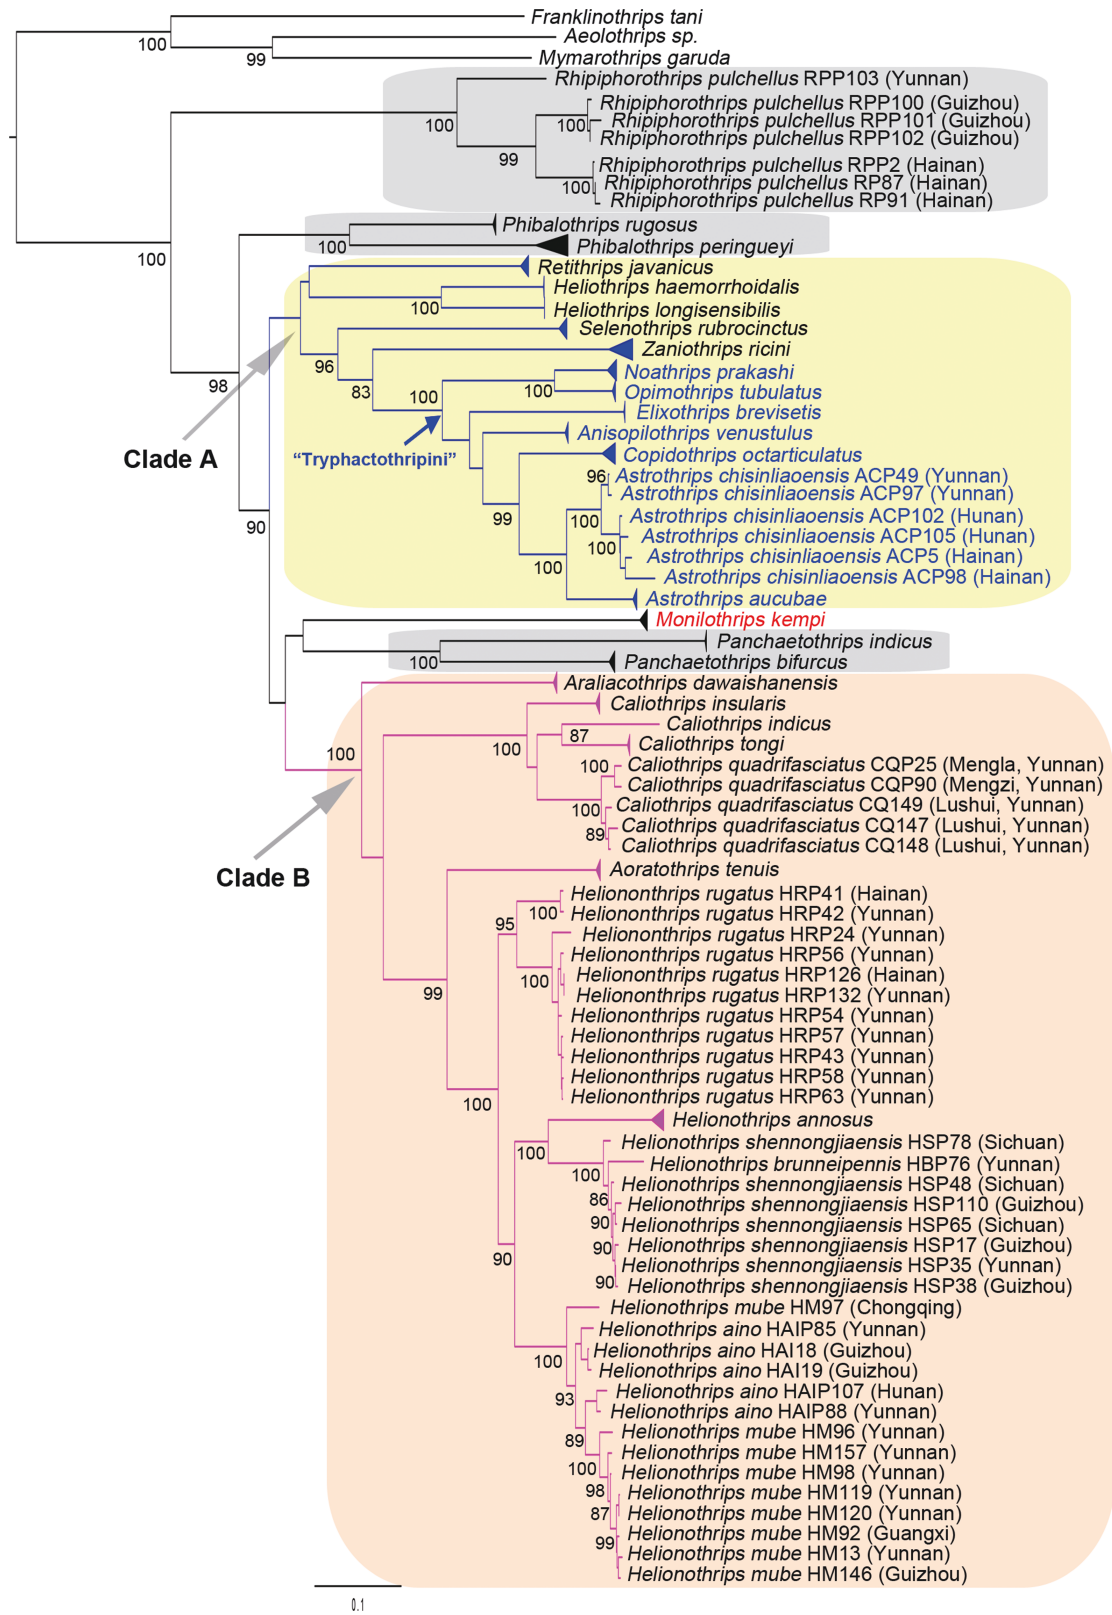 Franklinothrips tani
100
Aeolothrips sp.
99
Mymarothrips garuda
Rhipiphorothrips pulchellus RPP103 (Yunnan)
100
Rhipiphorothrips pulchellus RPP100 (Guizhou)
100
Rhipiphorothrips pulchellus RPP101 (Guizhou)
Rhipiphorothrips pulchellus RPP102 (Guizhou)
99
Rhipiphorothrips pulchellus RPP2 (Hainan)
100
Rhipiphorothrips pulchellus RP87 (Hainan)
Rhipiphorothrips pulchellus RP91 (Hainan)
Phibalothrips rugosus
100
Phibalothrips peringueyi
100
Retithrips javanicus
Heliothrips haemorrhoidalis
100
Heliothrips longisensibilis
Selenothrips rubrocinctus
Zaniothrips ricini
96
Noathrips prakashi
98
83
100
100
Opimothrips tubulatus
Elixothrips brevisetis
Anisopilothrips venustulus
Clade A
“Tryphactothripini”
Copidothrips octarticulatus
96
Astrothrips chisinliaoensis ACP49 (Yunnan)
Astrothrips chisinliaoensis ACP97 (Yunnan)
90
99
100
Astrothrips chisinliaoensis ACP102 (Hunan)
Astrothrips chisinliaoensis ACP105 (Hunan)
100
Astrothrips chisinliaoensis ACP5 (Hainan)
100
Astrothrips chisinliaoensis ACP98 (Hainan)
Astrothrips aucubae
Monilothrips kempi
Panchaetothrips indicus
100
Panchaetothrips bifurcus
Araliacothrips dawaishanensis
Caliothrips insularis
Caliothrips indicus
87
100
100
Caliothrips tongi
100
Caliothrips quadrifasciatus CQP25 (Mengla, Yunnan)
Caliothrips quadrifasciatus CQP90 (Mengzi, Yunnan)
100
Caliothrips quadrifasciatus CQ149 (Lushui, Yunnan)
Caliothrips quadrifasciatus CQ147 (Lushui, Yunnan)
89
Caliothrips quadrifasciatus CQ148 (Lushui, Yunnan)
Clade B
Aoratothrips tenuis
Heliononthrips rugatus HRP41 (Hainan)
100
Heliononthrips rugatus HRP42 (Yunnan)
95
Heliononthrips rugatus HRP24 (Yunnan)
Heliononthrips rugatus HRP56 (Yunnan)
100
Heliononthrips rugatus HRP126 (Hainan)
99
Heliononthrips rugatus HRP132 (Yunnan)
Heliononthrips rugatus HRP54 (Yunnan)
Heliononthrips rugatus HRP57 (Yunnan)
Heliononthrips rugatus HRP43 (Yunnan)
Heliononthrips rugatus HRP58 (Yunnan)
100
Heliononthrips rugatus HRP63 (Yunnan)
Helionothrips annosus
100
Helionothrips shennongjiaensis HSP78 (Sichuan)
Helionothrips brunneipennis HBP76 (Yunnan)
100
Helionothrips shennongjiaensis HSP48 (Sichuan)
86
Helionothrips shennongjiaensis HSP110 (Guizhou)
90
Helionothrips shennongjiaensis HSP65 (Sichuan)
90
90
Helionothrips shennongjiaensis HSP17 (Guizhou)
Helionothrips shennongjiaensis HSP35 (Yunnan)
90
Helionothrips shennongjiaensis HSP38 (Guizhou)
Helionothrips mube HM97 (Chongqing)
Helionothrips aino HAIP85 (Yunnan)
100
Helionothrips aino HAI18 (Guizhou)
Helionothrips aino HAI19 (Guizhou)
93
Helionothrips aino HAIP107 (Hunan)
Helionothrips aino HAIP88 (Yunnan)
89
Helionothrips mube HM96 (Yunnan)
Helionothrips mube HM157 (Yunnan)
100
Helionothrips mube HM98 (Yunnan)
98
Helionothrips mube HM119 (Yunnan)
87
Helionothrips mube HM120 (Yunnan)
99
Helionothrips mube HM92 (Guangxi)
Helionothrips mube HM13 (Yunnan)
Helionothrips mube HM146 (Guizhou)
0.1